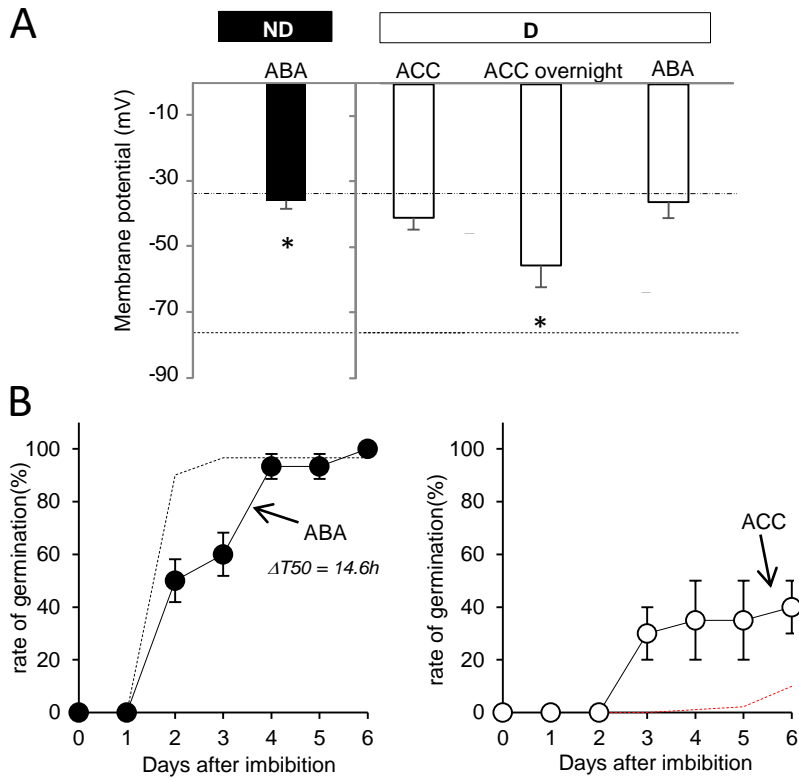 A
ND
D
ABA
ACC
ACC overnight
ABA
Membrane potential (mV)
-10
-30
-50
-70
-90
*
*
B
rate of germination(%)
100
80
60
40
20
0
0 1 2 3 4 5 6
Days after imbibition
ABA
ΔT50 = 14.6h
rate of germination(%)
100
80
60
40
20
0
0 1 2 3 4 5 6
Days after imbibition
ACC